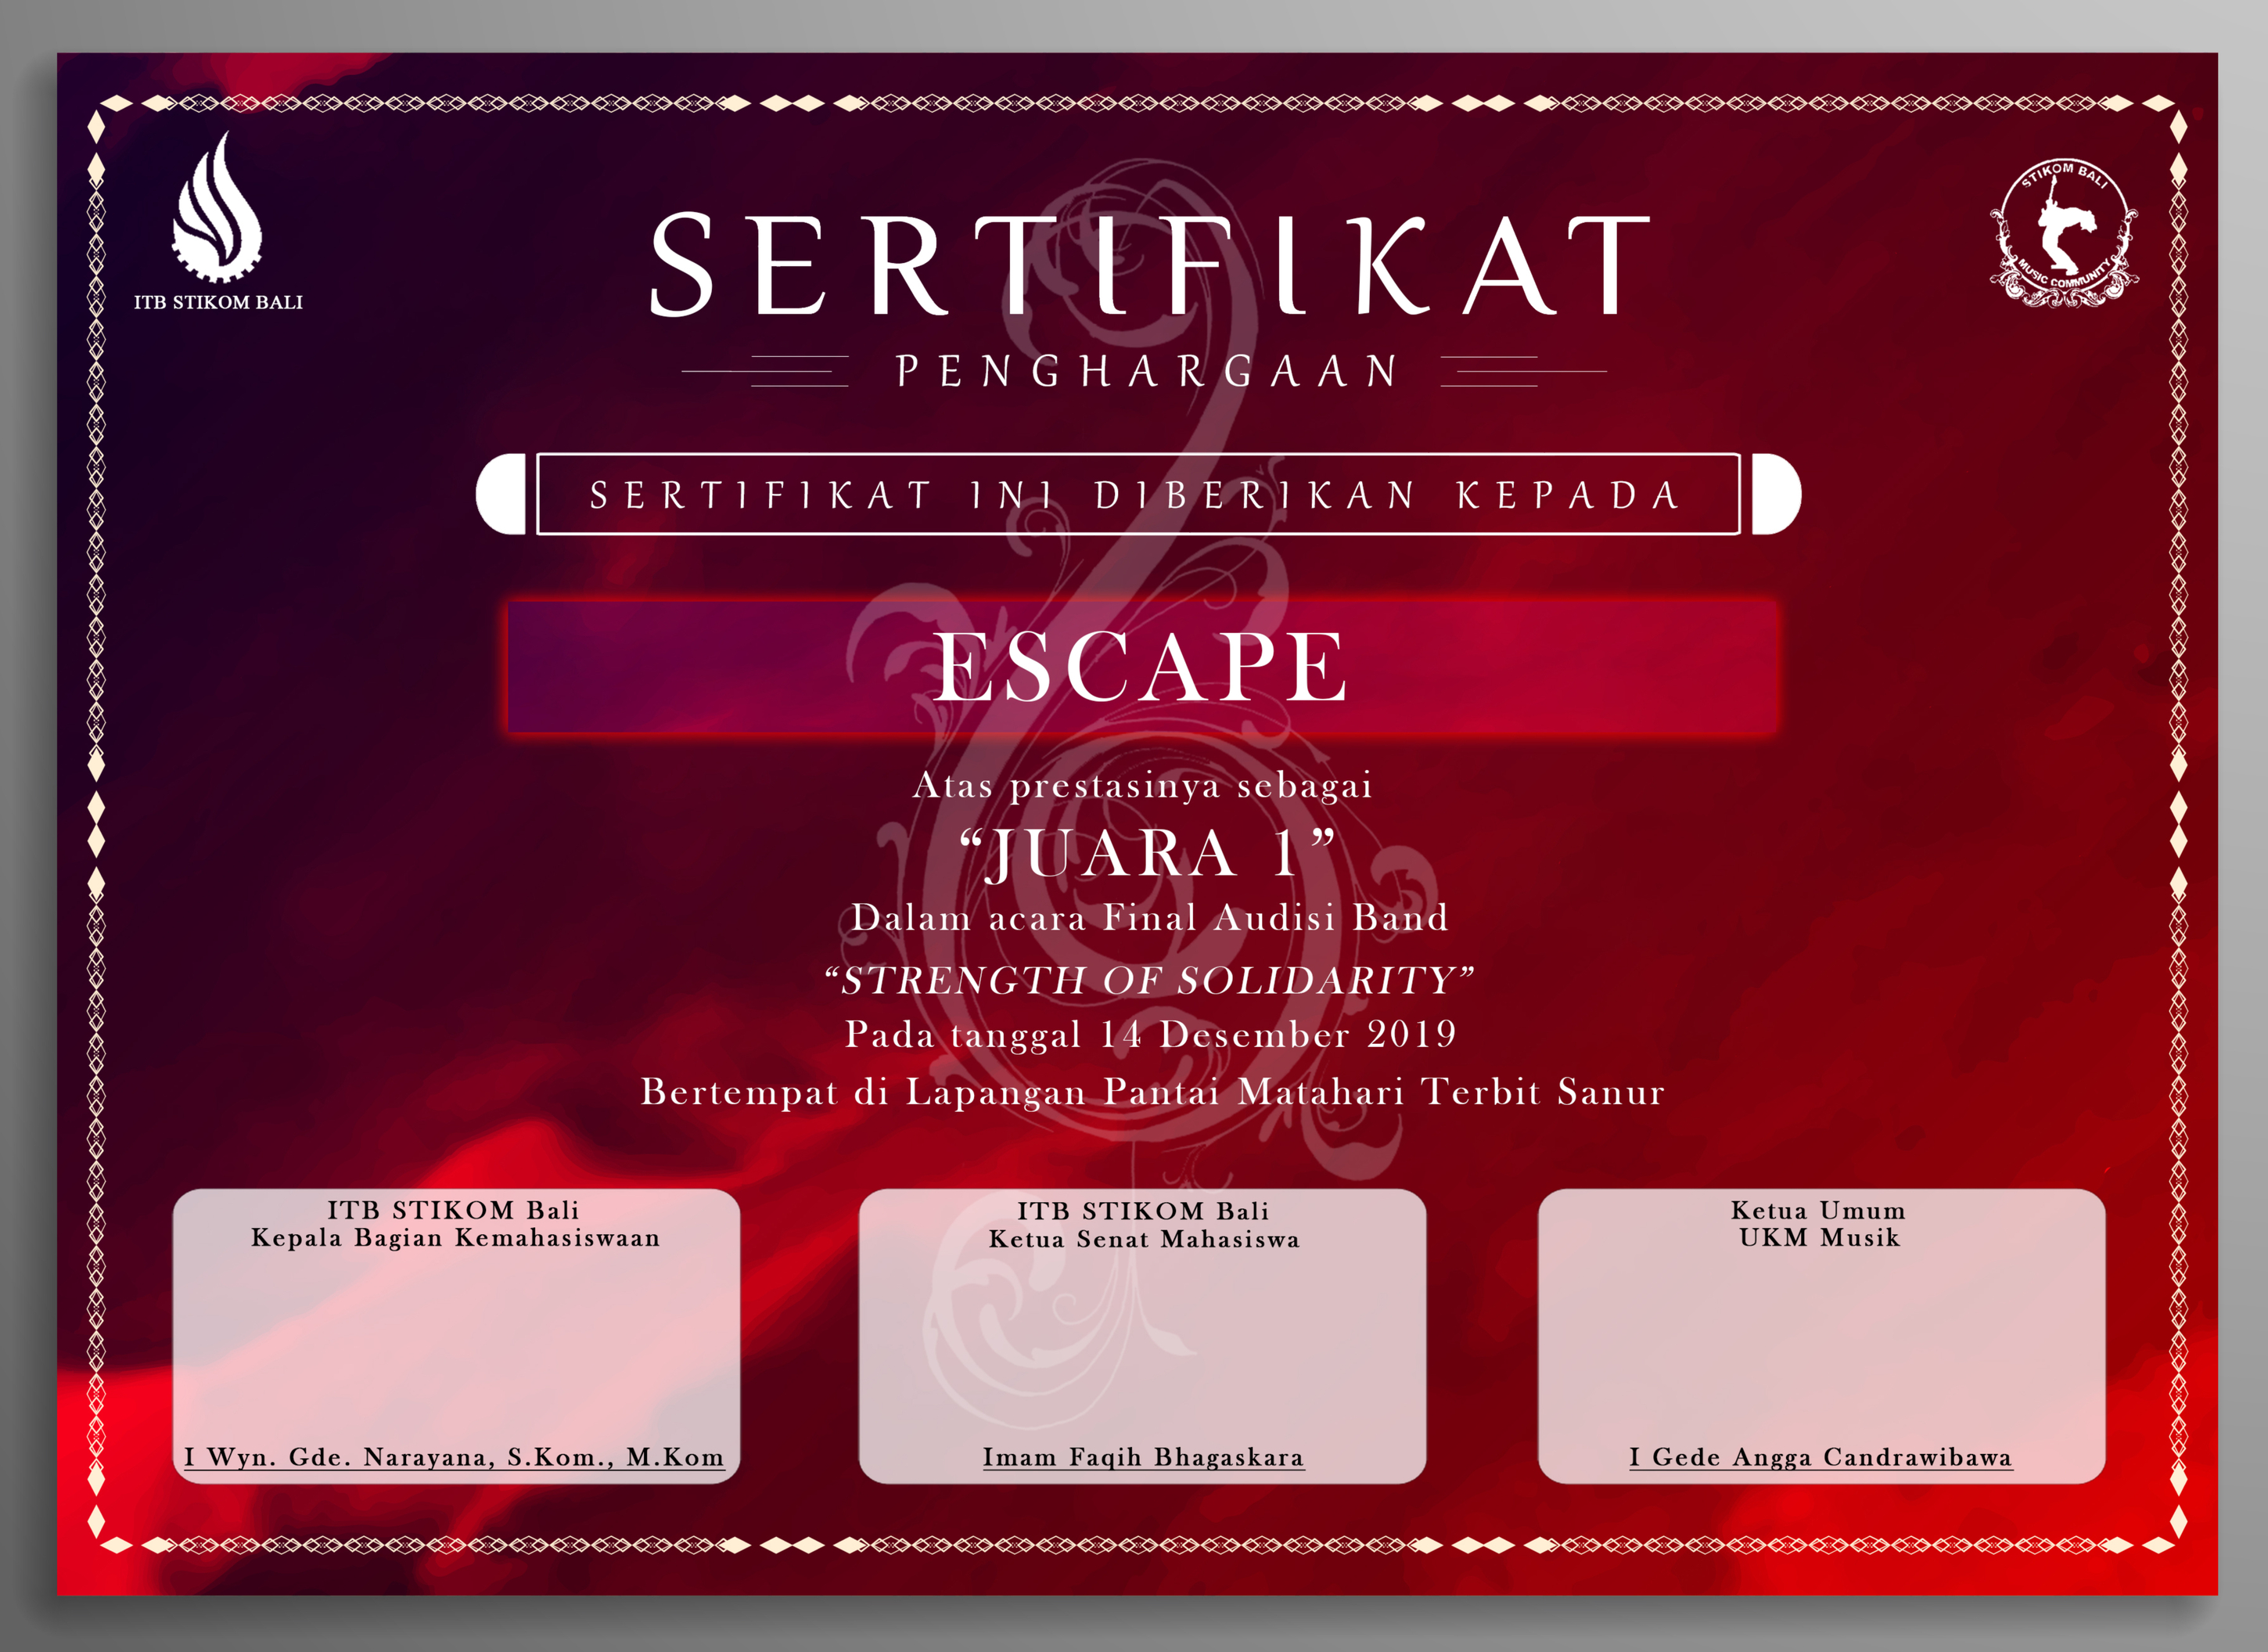 ITB STIKOM BALI
STIKOM BALI
MUSIC COMMUNITY
SERTIFIKAT
PENGHARGAAN
SERTIFIKAT INI DIBERIKAN KEPADA
ESCAPE
Atas prestasinya sebagai
“JUARA 1”
Dalam acara Final Audisi Band
“STRENGTH OF SOLIDARITY”
Pada tanggal 14 Desember 2019
Bertempat di Lapangan Pantai Matahari Terbit Sanur
ITB STIKOM Bali
Kepala Bagian Kemahasiswaan
I Wyn. Gde. Narayana, S.Kom., M.Kom
ITB STIKOM Bali
Ketua Senat Mahasiswa
Imam Faqih Bhagaskara
Ketua Umum
UKM Musik
I Gede Angga Candrawibawa